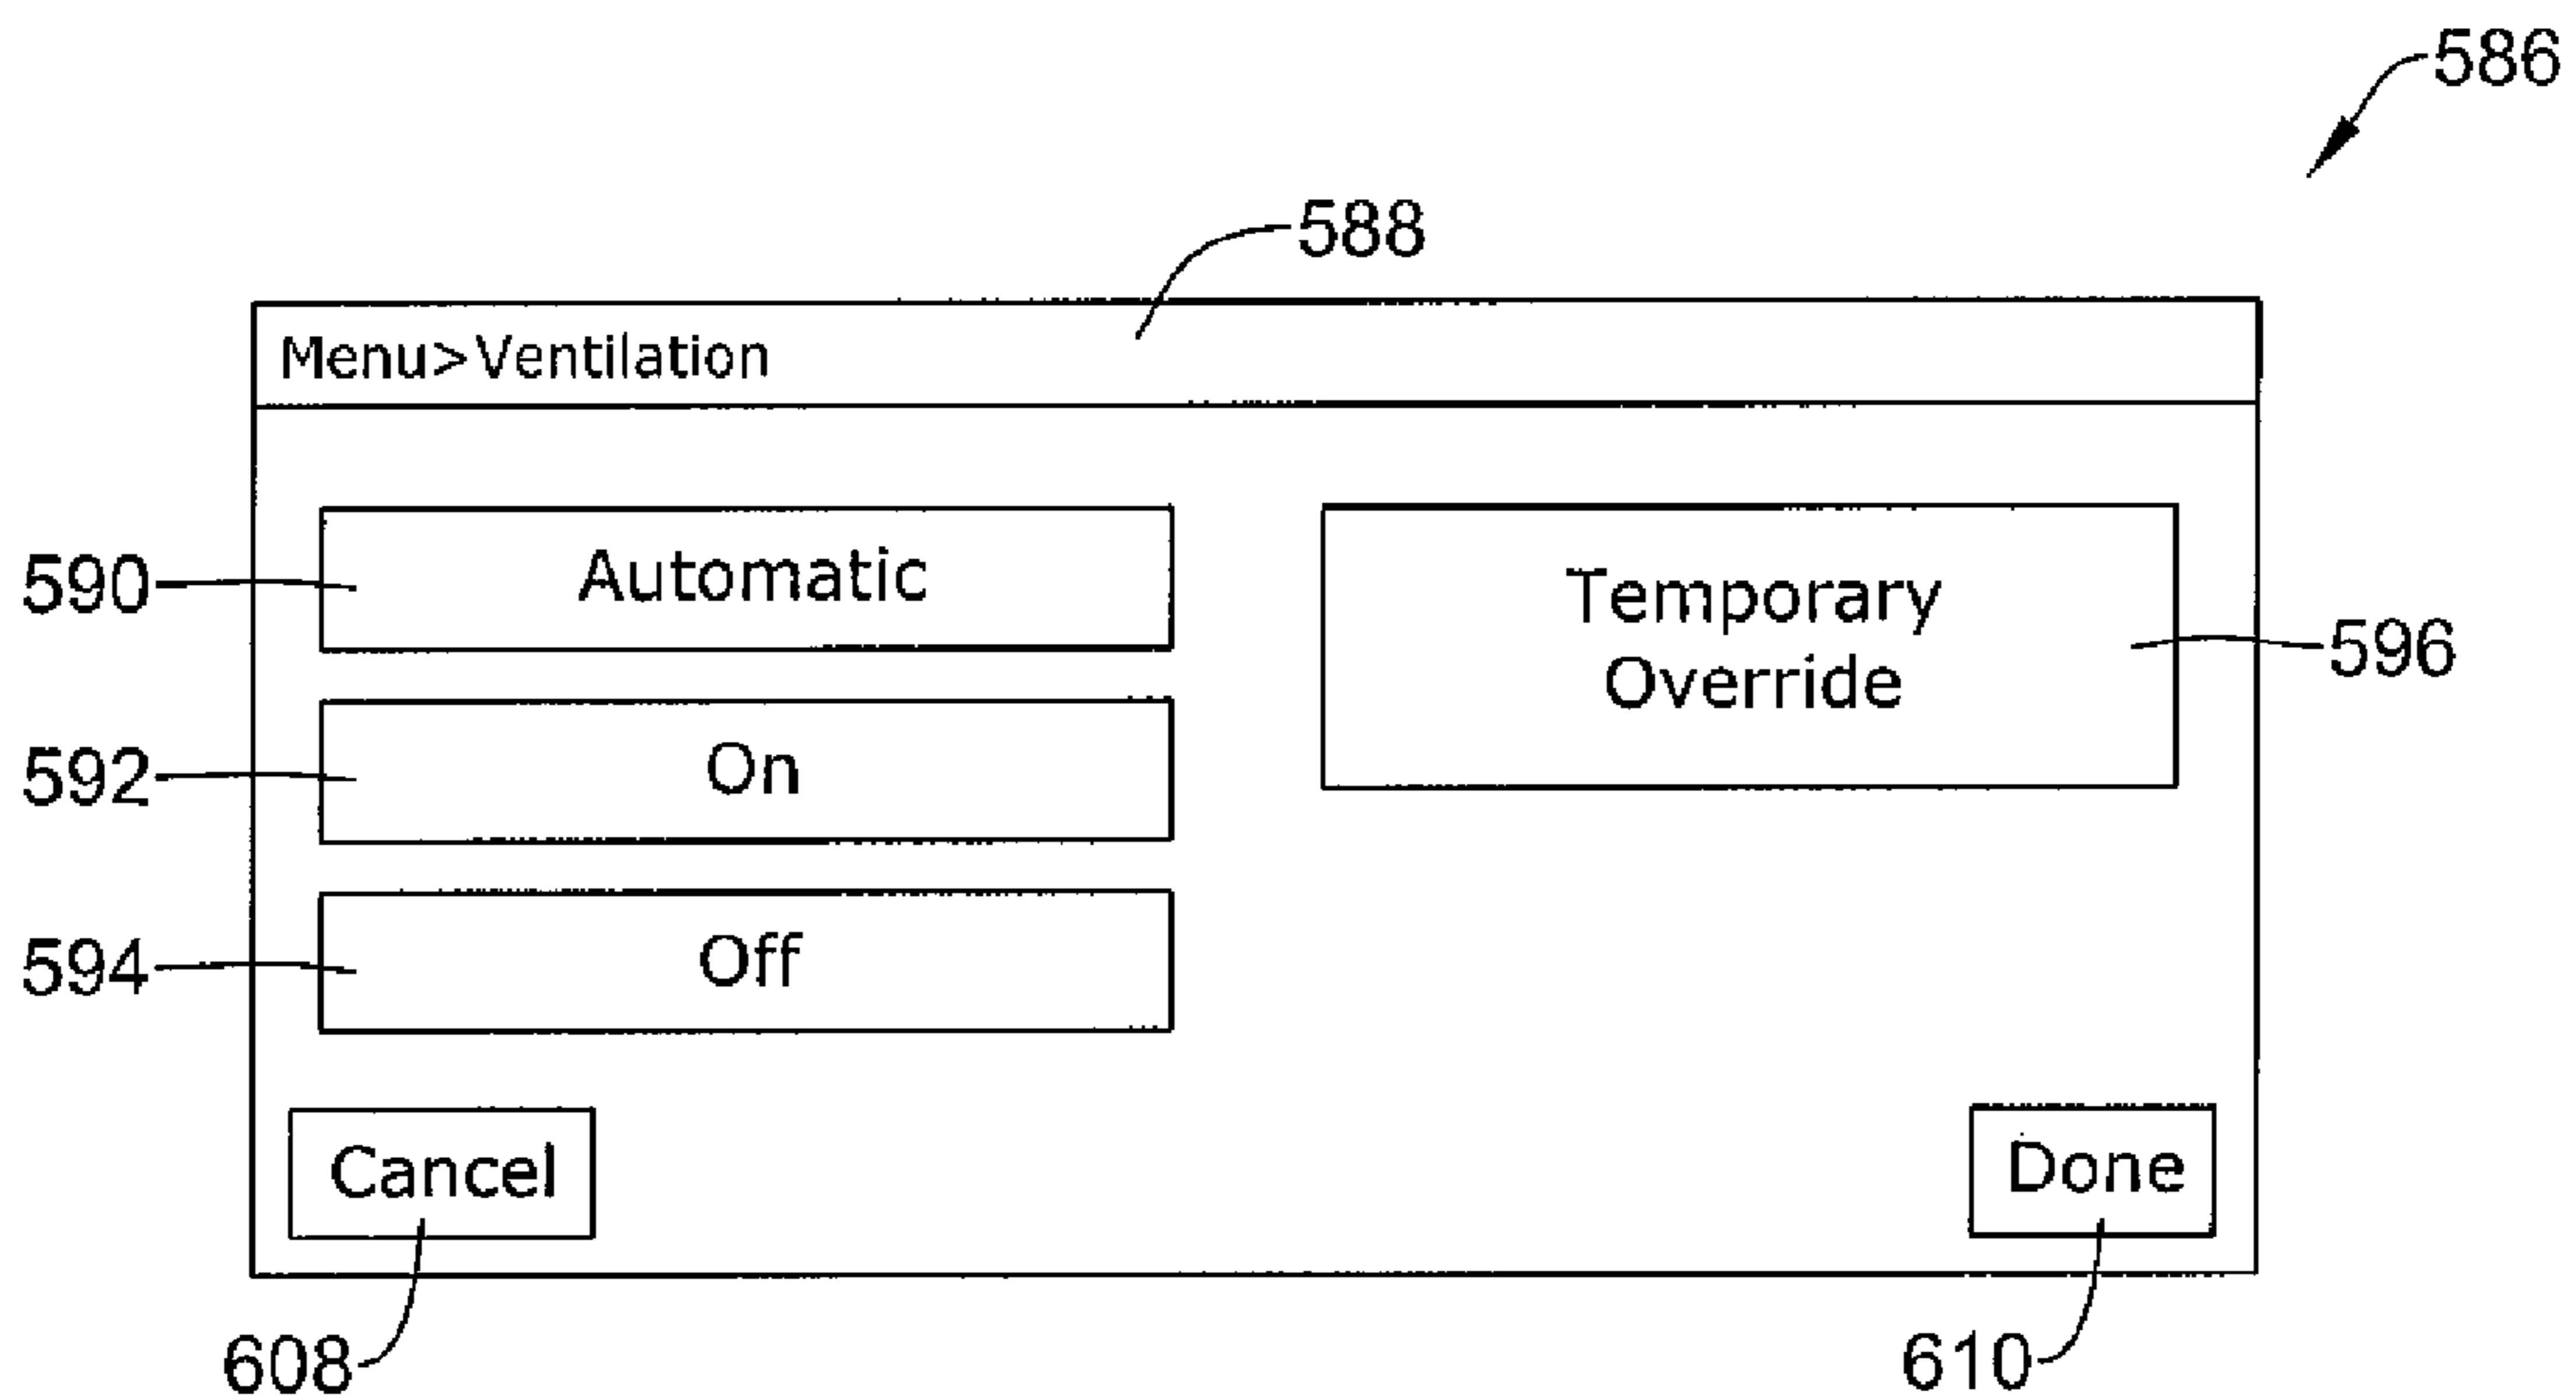 586
588
Menu>Ventilation
590
Automatic
Temporary
Override
596
592
On
594
Off
Cancel
Done
608
610